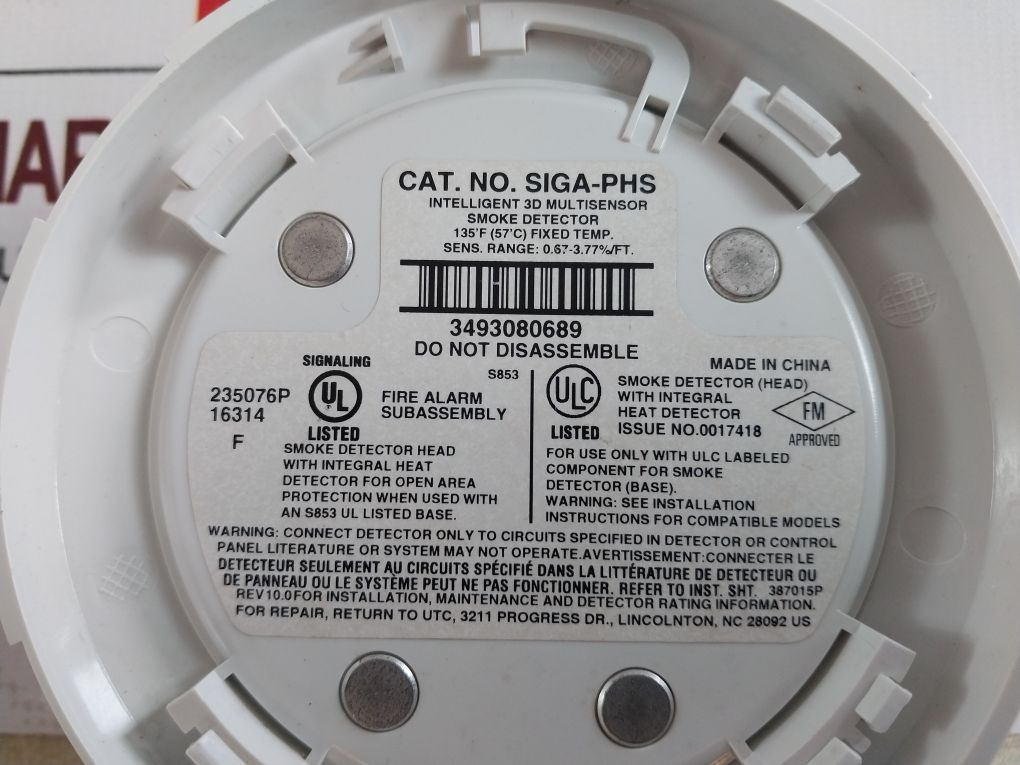 CAT. NO. SIGA-PHS
INTELLIGENT 3D MULTISENSOR
SMOKE DETECTOR
135°F (57°C) FIXED TEMP.
SENS. RANGE: 0.67-3.77%/FT.
3493080689
DO NOT DISASSEMBLE
SIGNALING
UL
LISTED
235076P
16314
F
S853
FIRE ALARM
SUBASSEMBLY
SMOKE DETECTOR HEAD
WITH INTEGRAL HEAT
DETECTOR FOR OPEN AREA
PROTECTION WHEN USED WITH
AN S853 UL LISTED BASE.
MADE IN CHINA
ULC
LISTED
SMOKE DETECTOR (HEAD)
WITH INTEGRAL
HEAT DETECTOR
ISSUE NO.0017418
FM
APPROVED
FOR USE ONLY WITH ULC LABELED
COMPONENT FOR SMOKE
DETECTOR (BASE).
WARNING: SEE INSTALLATION
INSTRUCTIONS FOR COMPATIBLE MODELS
WARNING: CONNECT DETECTOR ONLY TO CIRCUITS SPECIFIED IN DETECTOR OR CONTROL
PANEL LITERATURE OR SYSTEM MAY NOT OPERATE.AVERTISSEMENT:CONNECTER LE
DETECTEUR SEULEMENT AU CIRCUITS SPÉCIFIÉ DANS LA LITTÉRATURE DE DETECTEUR OU
DE PANNEAU OU LE SYSTÈME PEUT NE PAS FONCTIONNER. REFER TO INST. SHT. 387015P
REV10.0FOR INSTALLATION, MAINTENANCE AND DETECTOR RATING INFORMATION.
FOR REPAIR, RETURN TO UTC, 3211 PROGRESS DR., LINCOLNTON, NC 28092 US